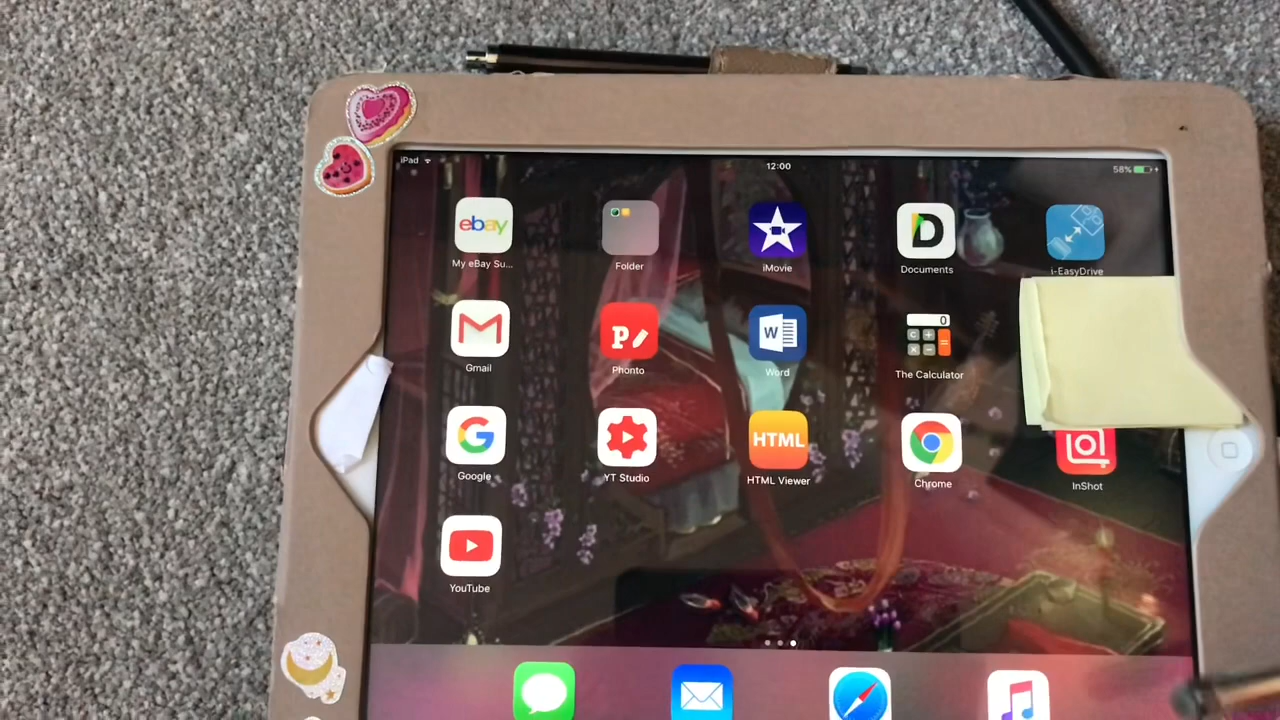 iPad
12:00
58%
ebay
My eBay Su...
Folder
iMovie
D
Documents
i-EasyDrive
M
Gmail
P
Phonto
W
Word
0
C + ÷
× − =
The Calculator
G
Google
YT Studio
HTML
HTML Viewer
Chrome
InShot
YouTube